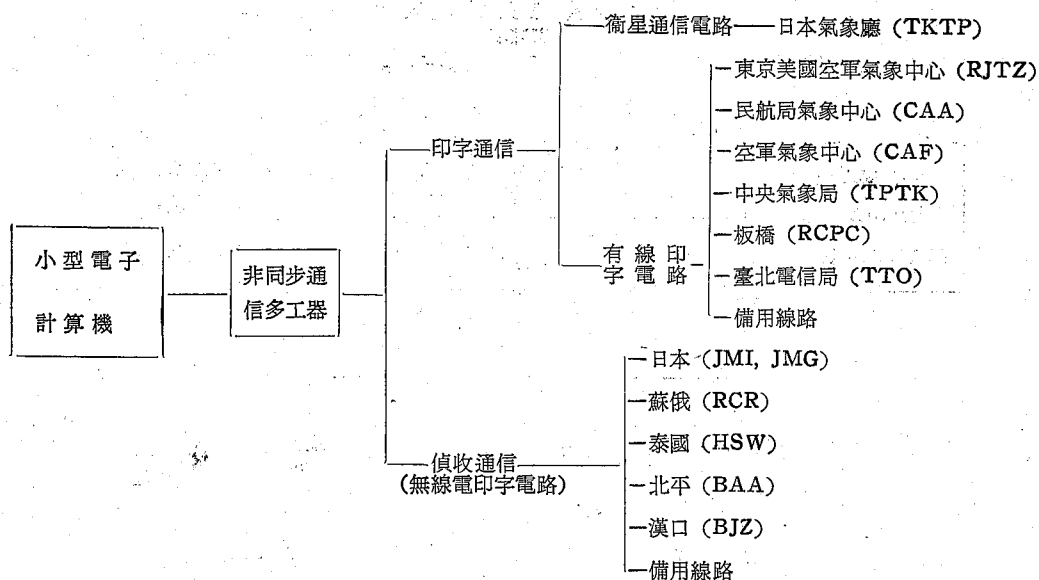 衞星通信電路
日本氣象廳 (TKTP)
東京美國空軍氣象中心 (RJTZ)
民航局氣象中心 (CAA)
印字通信
空軍氣象中心 (CAF)
中央氣象局 (TPTK)
板橋 (RCPC)
有線印
字電路
臺北電信局 (TTO)
備用線路
小型電子
計算機
非同步通
信多工器
日本 (JMI, JMG)
蘇俄 (RCR)
泰國 (HSW)
偵收通信
(無線電印字電路)
北平 (BAA)
漢口 (BJZ)
備用線路